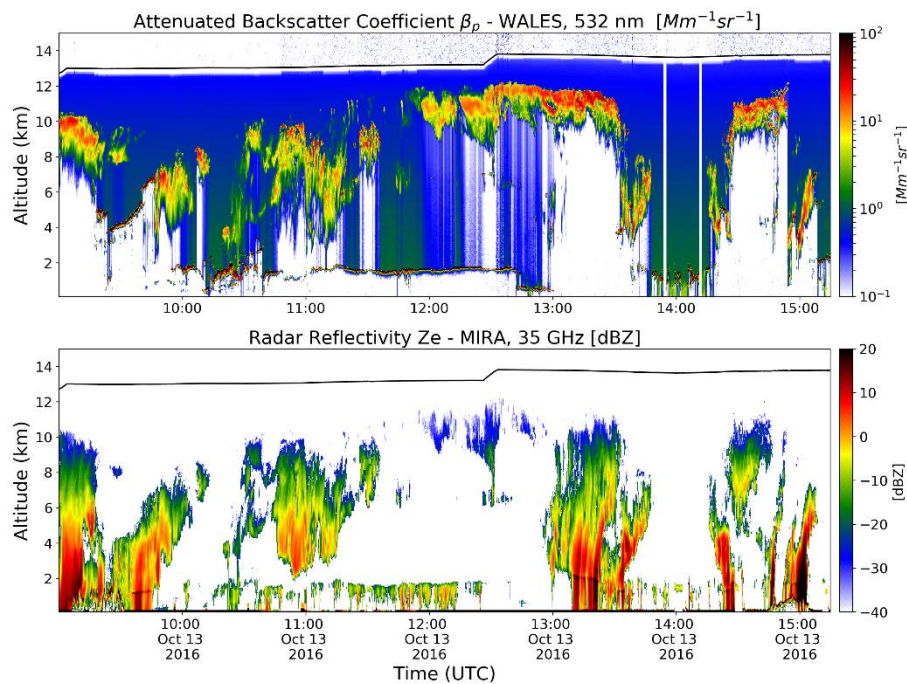 Attenuated Backscatter Coefficient βp - WALES, 532 nm [Mm⁻¹sr⁻¹]
14
12
10
8
6
4
2
Altitude (km)
10:00 11:00 12:00 13:00 14:00 15:00
10²
10¹
10⁰
10⁻¹
[Mm⁻¹sr⁻¹]
Radar Reflectivity Ze - MIRA, 35 GHz [dBZ]
14
12
10
8
6
4
2
Altitude (km)
20
10
0
−10
−20
−30
−40
[dBZ]
10:00 11:00 12:00 13:00 14:00 15:00
Oct 13 Oct 13 Oct 13 Oct 13 Oct 13 Oct 13
2016 2016 2016 2016 2016 2016
Time (UTC)